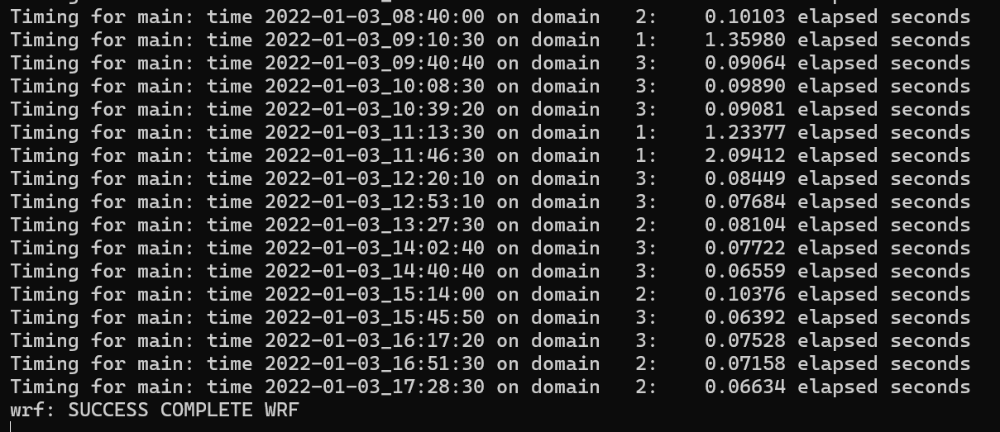 Timing for main: time 2022-01-03_08:40:00 on domain   2:    0.10103 elapsed seconds
Timing for main: time 2022-01-03_09:10:30 on domain   1:    1.35980 elapsed seconds
Timing for main: time 2022-01-03_09:40:40 on domain   3:    0.09064 elapsed seconds
Timing for main: time 2022-01-03_10:08:30 on domain   3:    0.09890 elapsed seconds
Timing for main: time 2022-01-03_10:39:20 on domain   3:    0.09081 elapsed seconds
Timing for main: time 2022-01-03_11:13:30 on domain   1:    1.23377 elapsed seconds
Timing for main: time 2022-01-03_11:46:30 on domain   1:    2.09412 elapsed seconds
Timing for main: time 2022-01-03_12:20:10 on domain   3:    0.08449 elapsed seconds
Timing for main: time 2022-01-03_12:53:10 on domain   3:    0.07684 elapsed seconds
Timing for main: time 2022-01-03_13:27:30 on domain   2:    0.08104 elapsed seconds
Timing for main: time 2022-01-03_14:02:40 on domain   3:    0.07722 elapsed seconds
Timing for main: time 2022-01-03_14:40:40 on domain   3:    0.06559 elapsed seconds
Timing for main: time 2022-01-03_15:14:00 on domain   2:    0.10376 elapsed seconds
Timing for main: time 2022-01-03_15:45:50 on domain   3:    0.06392 elapsed seconds
Timing for main: time 2022-01-03_16:17:20 on domain   3:    0.07528 elapsed seconds
Timing for main: time 2022-01-03_16:51:30 on domain   2:    0.07158 elapsed seconds
Timing for main: time 2022-01-03_17:28:30 on domain   2:    0.06634 elapsed seconds
wrf: SUCCESS COMPLETE WRF